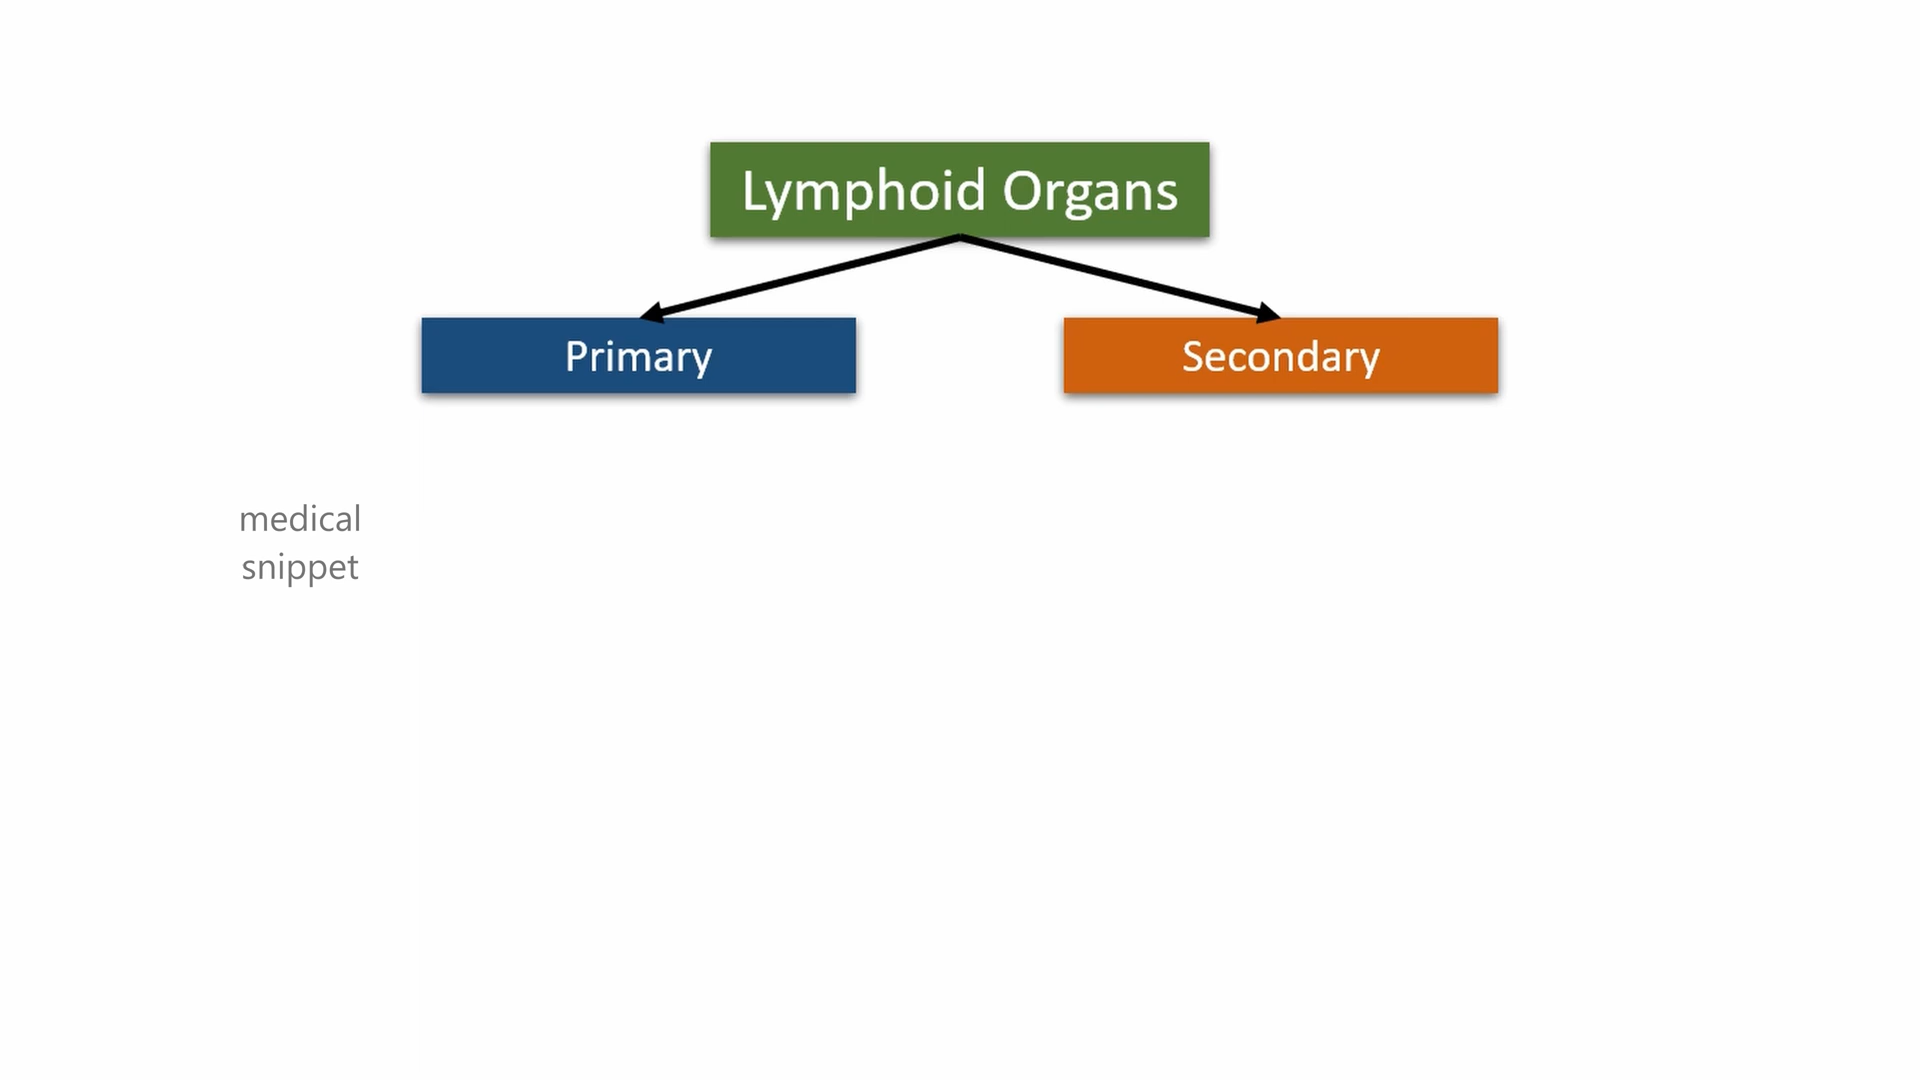 Lymphoid Organs
Primary
Secondary
medical
snippet